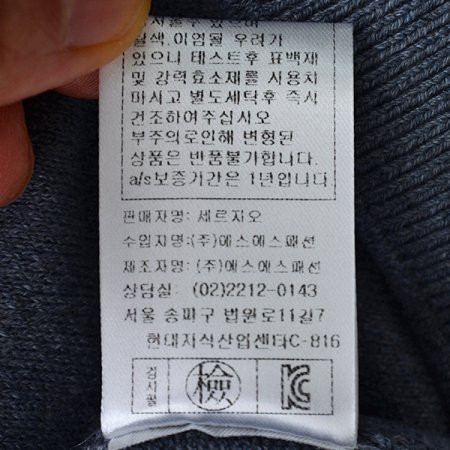 탈색.이염될 우려가
있으니 테스트후 표백제
및 강력효소제를 사용치
마시고 별도세탁후 즉시
건조하여주십시오
부주의로인해 변형된
상품은 반품불가합니다.
a/s보증기간은 1년입니다
판매자명: 세르지오
수입자명:(주)에스에스패션
제조자명: (주)에스에스패션
상담실: (02)2212-0143
서울 송파구 법원로11길7
현대지식산업센타C-816
검사필
檢